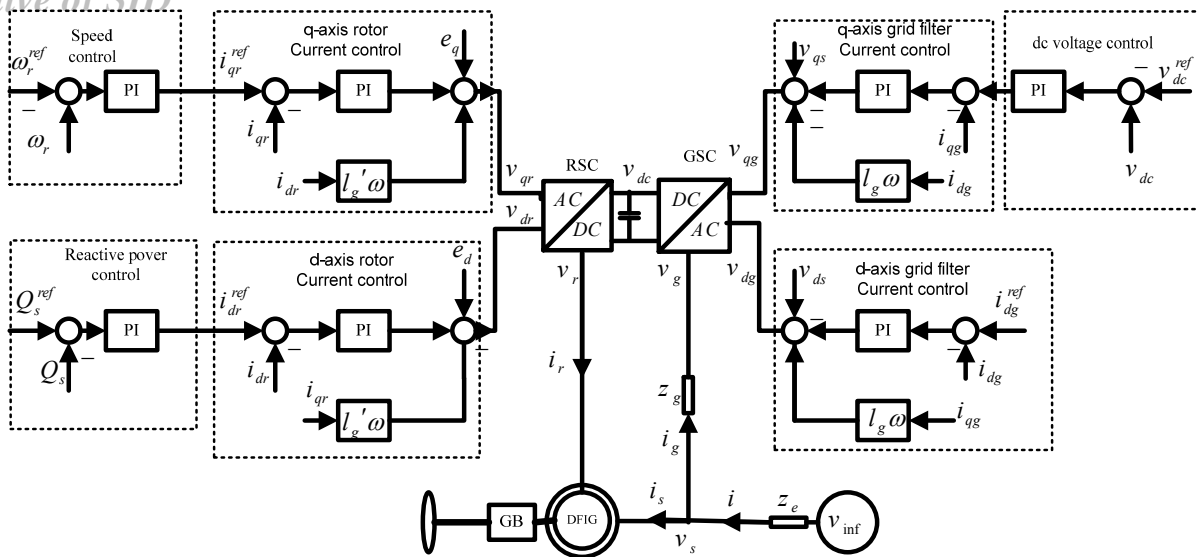 ive of SID
Speed
control
ω_r^ref
PI
ω_r
−
q-axis rotor
Current control
i_qr^ref
PI
−
i_qr
e_q
i_dr
l_g'ω
Reactive pover
control
Q_s^ref
PI
−
Q_s
d-axis rotor
Current control
i_dr^ref
PI
−
i_dr
e_d
−
i_qr
l_g'ω
v_qr
v_dr
RSC
AC
DC
v_dc
GSC
DC
AC
v_qg
v_dg
v_r
v_g
q-axis grid filter
Current control
v_qs
−
−
PI
−
i_qg
l_g ω
i_dg
dc voltage control
PI
−
v_dc^ref
v_dc
d-axis grid filter
Current control
v_ds
−
PI
−
i_dg^ref
i_dg
l_g ω
i_qg
i_r
z_g
i_g
GB
DFIG
i_s
v_s
i
z_e
v_inf